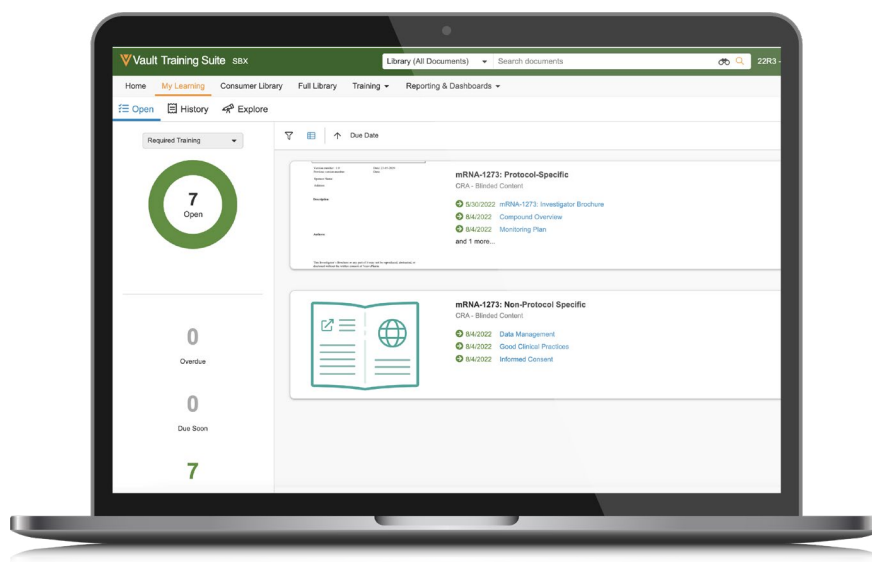 Vault Training Suite SBX
Library (All Documents)
Search documents
22R3 -
Home
My Learning
Consumer Library
Full Library
Training
Reporting & Dashboards
Open
History
Explore
Required Training
Due Date
7
Open
0
Overdue
0
Due Soon
7
Description
mRNA-1273: Protocol-Specific
CRA - Blinded Content
5/30/2022 mRNA-1273: Investigator Brochure
8/4/2022 Compound Overview
8/4/2022 Monitoring Plan
and 1 more...
mRNA-1273: Non-Protocol Specific
CRA - Blinded Content
8/4/2022 Data Management
8/4/2022 Good Clinical Practices
8/4/2022 Informed Consent